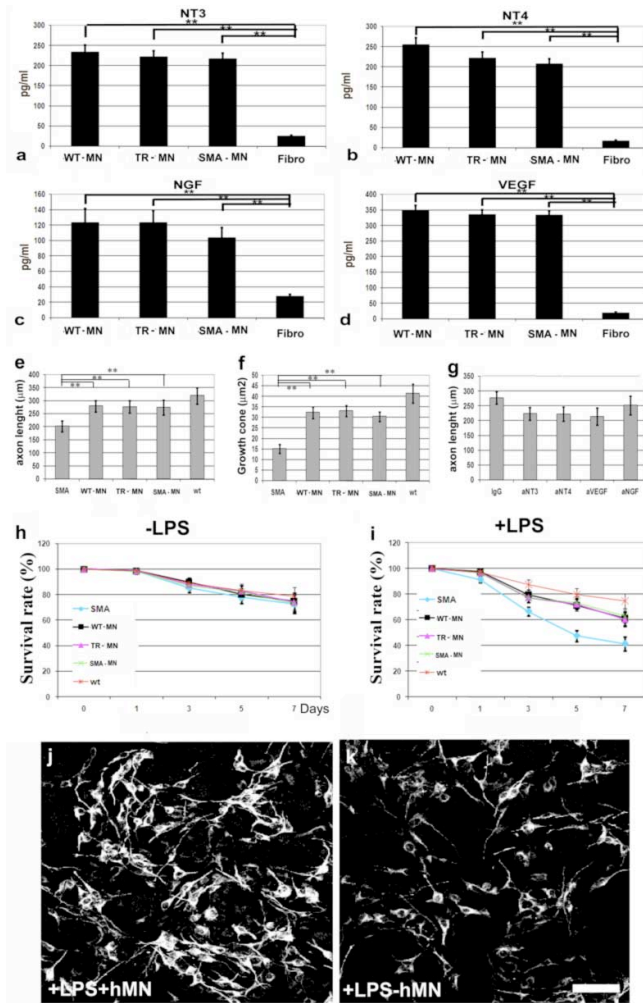 NT3
**
**
**
pg/ml
300
250
200
150
100
50
0
a
WT-MN TR - MN SMA - MN Fibro
NT4
**
**
**
pg/ml
300
250
200
150
100
50
0
b
WT-MN TR - MN SMA - MN Fibro
NGF
**
**
**
pg/ml
160
140
120
100
80
60
40
20
0
c
WT-MN TR - MN SMA - MN Fibro
VEGF
**
**
**
pg/ml
400
350
300
250
200
150
100
50
0
d
WT-MN TR - MN SMA - MN Fibro
e
**
**
**
axon lenght (µm)
400
350
300
250
200
150
100
50
0
SMA WT-MN TR-MN SMA-MN wt
f
**
**
**
Growth cone (µm2)
50
45
40
35
30
25
20
15
10
5
0
SMA WT-MN TR-MN SMA-MN wt
g
axon lenght (µm)
400
350
300
250
200
150
100
50
0
IgG aNT3 aNT4 aVEGF aNGF
h
-LPS
Survival rate (%)
120
100
80
60
40
20
0
SMA
WT-MN
TR-MN
SMA-MN
wt
0 1 3 5 7 Days
i
+LPS
Survival rate (%)
120
100
80
60
40
20
0
SMA
WT-MN
TR-MN
SMA-MN
wt
0 1 3 5 7
j
+LPS+hMN
k
+LPS-hMN